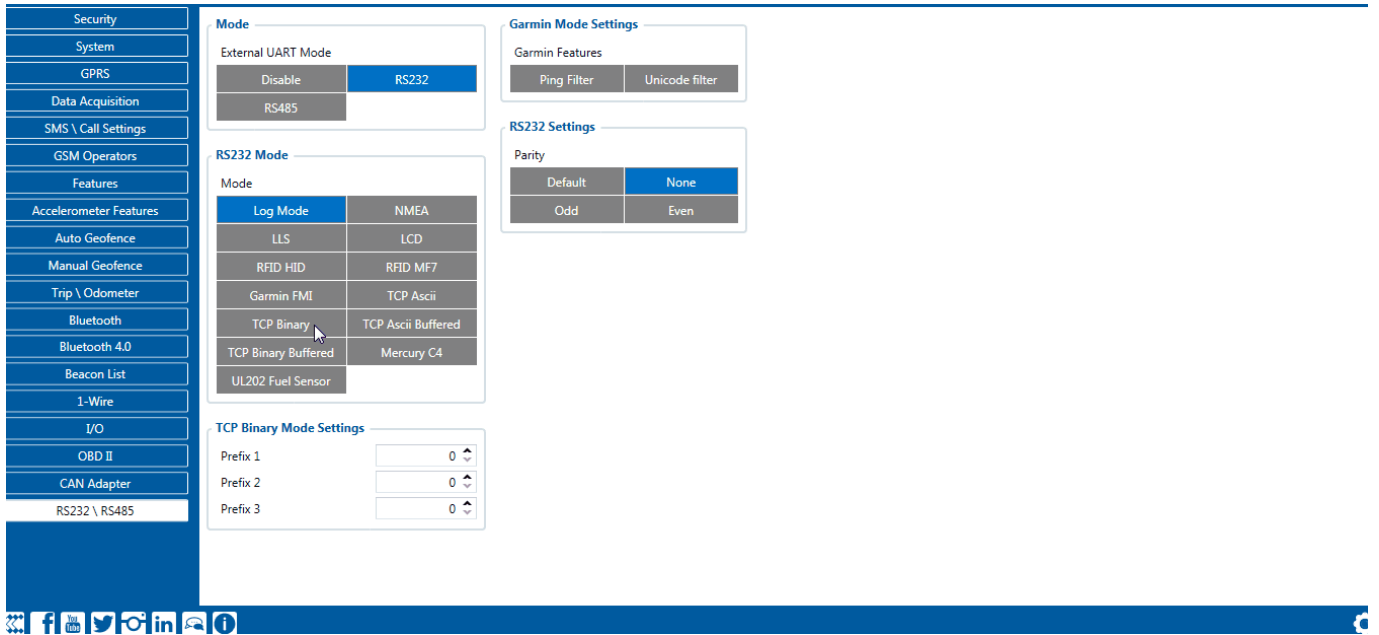 Security
System
GPRS
Data Acquisition
SMS \ Call Settings
GSM Operators
Features
Accelerometer Features
Auto Geofence
Manual Geofence
Trip \ Odometer
Bluetooth
Bluetooth 4.0
Beacon List
1-Wire
I/O
OBD II
CAN Adapter
RS232 \ RS485
Mode
External UART Mode
Disable RS232
RS485
RS232 Mode
Mode
Log Mode NMEA
LLS LCD
RFID HID RFID MF7
Garmin FMI TCP Ascii
TCP Binary TCP Ascii Buffered
TCP Binary Buffered Mercury C4
UL202 Fuel Sensor
TCP Binary Mode Settings
Prefix 1 0
Prefix 2 0
Prefix 3 0
Garmin Mode Settings
Garmin Features
Ping Filter Unicode filter
RS232 Settings
Parity
Default None
Odd Even
f You Tube in i